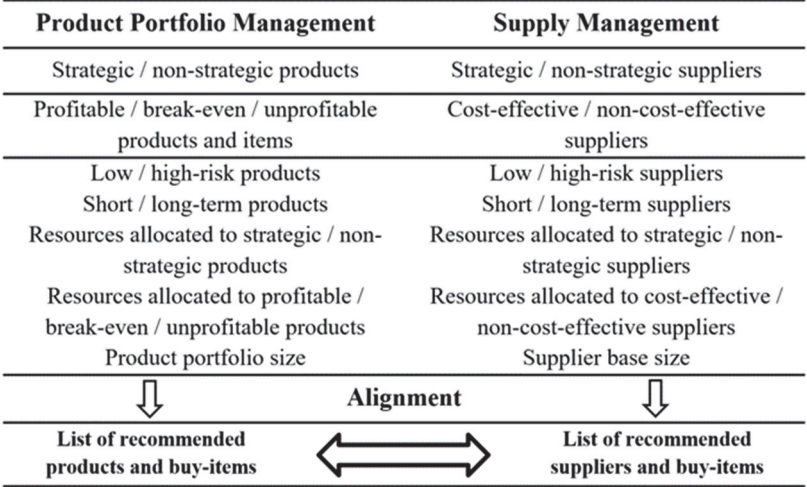 Product Portfolio Management
Supply Management
Strategic / non-strategic products
Strategic / non-strategic suppliers
Profitable / break-even / unprofitable
products and items
Cost-effective / non-cost-effective
suppliers
Low / high-risk products
Short / long-term products
Resources allocated to strategic / non-
strategic products
Resources allocated to profitable /
break-even / unprofitable products
Product portfolio size
Low / high-risk suppliers
Short / long-term suppliers
Resources allocated to strategic / non-
strategic suppliers
Resources allocated to cost-effective /
non-cost-effective suppliers
Supplier base size
Alignment
List of recommended
products and buy-items
List of recommended
suppliers and buy-items